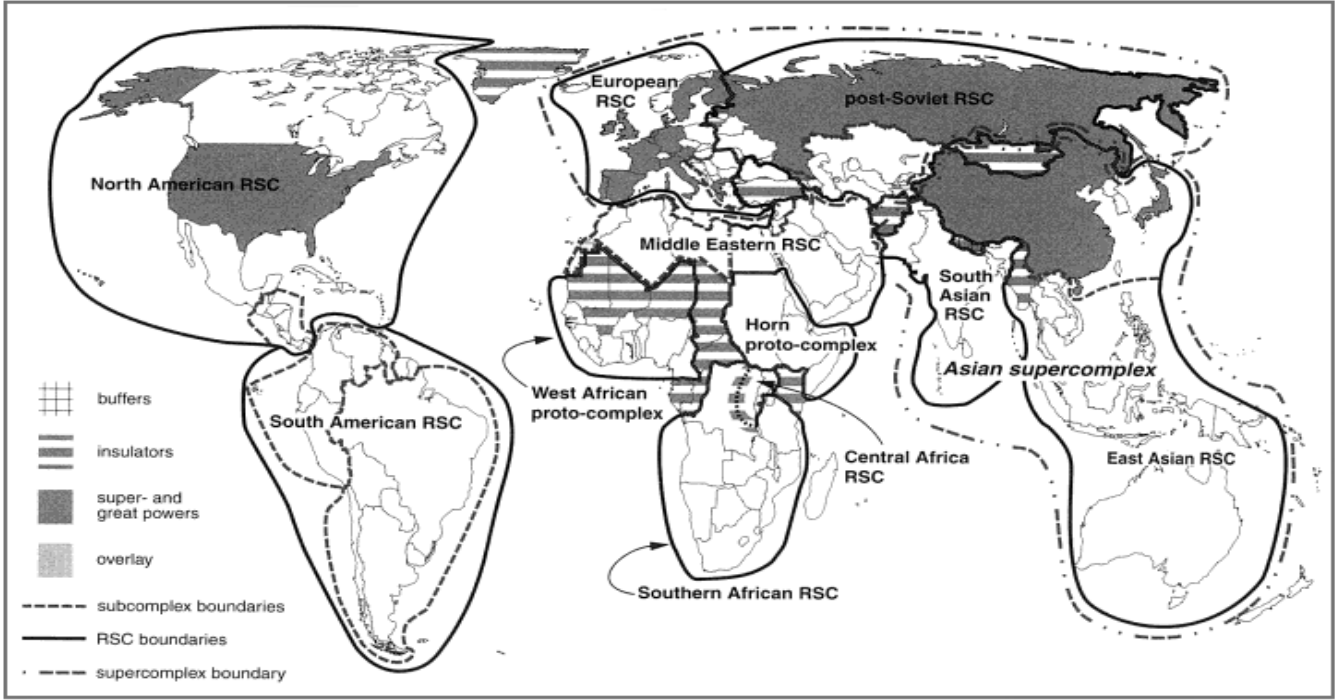 European
RSC
post-Soviet RSC
North American RSC
Middle Eastern RSC
South
Asian
RSC
Horn
proto-complex
Asian supercomplex
West African
proto-complex
South American RSC
Central Africa
RSC
East Asian RSC
Southern African RSC
buffers
insulators
super- and
great powers
overlay
subcomplex boundaries
RSC boundaries
supercomplex boundary